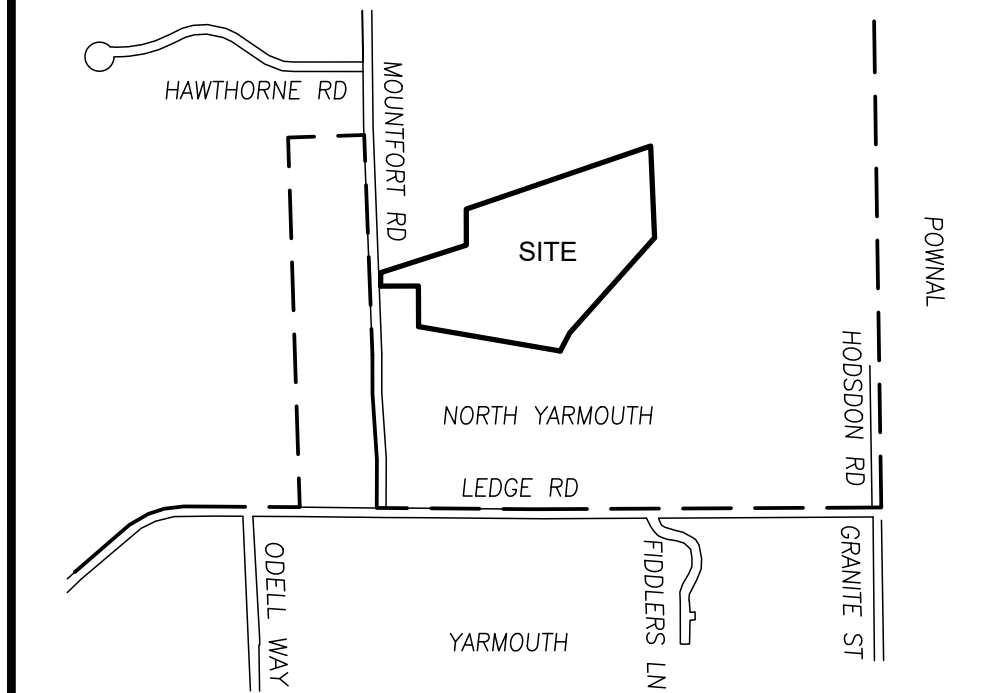 HAWTHORNE RD
MOUNTFORT RD
SITE
POWNAL
HODSDON RD
NORTH YARMOUTH
LEDGE RD
ODELL WAY
FIDDLERS LN
GRANITE ST
YARMOUTH